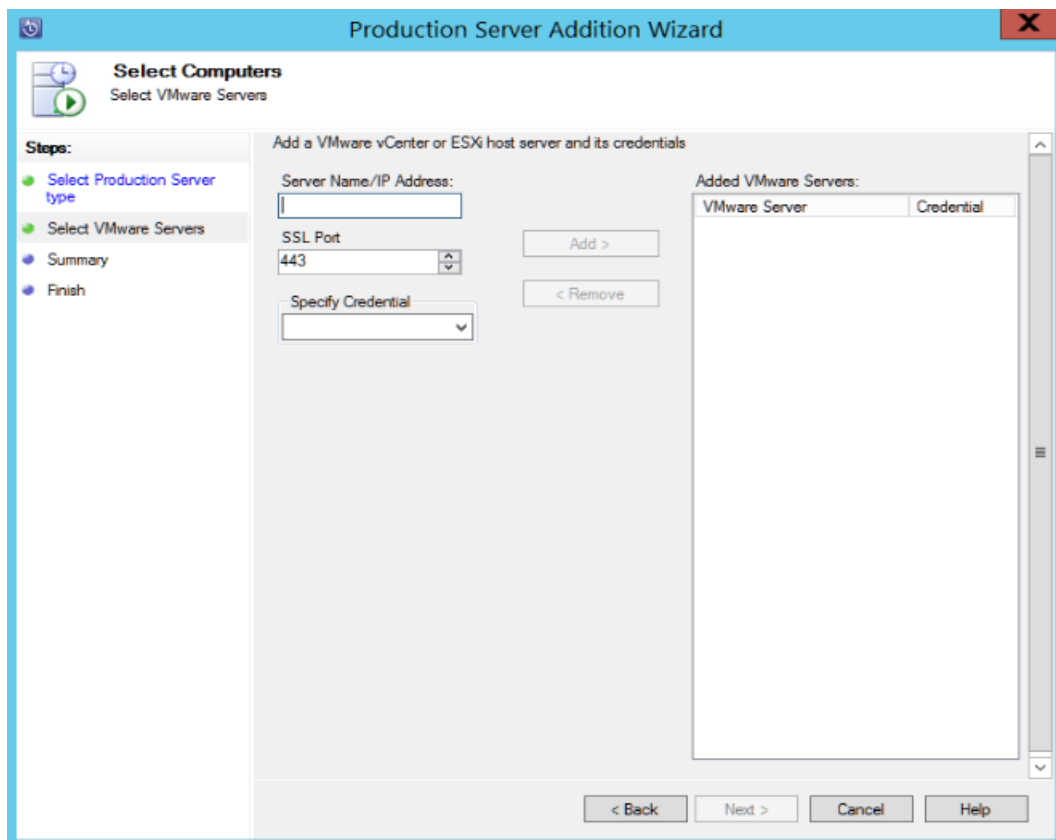 Production Server Addition Wizard
X
Select Computers
Select VMware Servers
Steps:
Select Production Server
type
Select VMware Servers
Summary
Finish
Add a VMware vCenter or ESXi host server and its credentials
Server Name/IP Address:
SSL Port
443
Specify Credential
Add >
< Remove
Added VMware Servers:
VMware Server Credential
< Back Next > Cancel Help